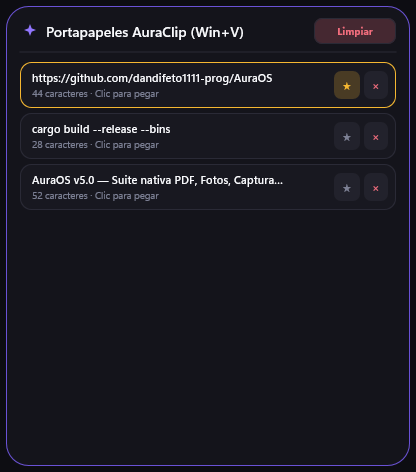 Portapapeles AuraClip (Win+V)
Limpiar
https://github.com/dandifeto1111-prog/AuraOS
44 caracteres · Clic para pegar
★ ×
cargo build --release --bins
28 caracteres · Clic para pegar
★ ×
AuraOS v5.0 — Suite nativa PDF, Fotos, Captura...
52 caracteres · Clic para pegar
★ ×